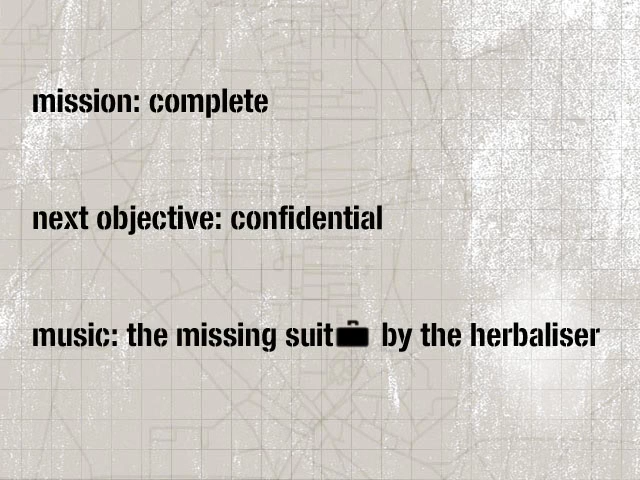 mission: complete
next objective: confidential
music: the missing suit by the herbaliser